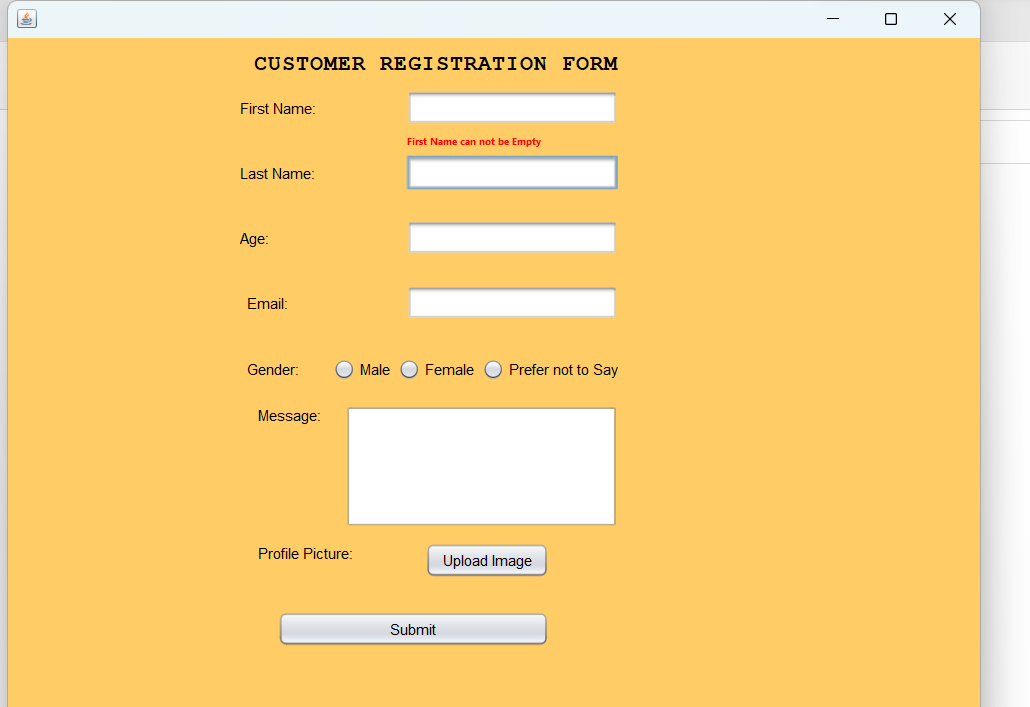 CUSTOMER REGISTRATION FORM
First Name:
First Name can not be Empty
Last Name:
Age:
Email:
Gender: Male Female Prefer not to Say
Message:
Profile Picture: Upload Image
Submit